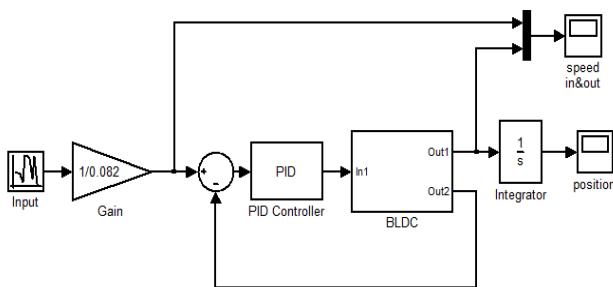 speed
in&out
1/0.082
Input
Gain
+
-
PID
PID Controller
In1
Out1
Out2
BLDC
1
s
Integrator
position